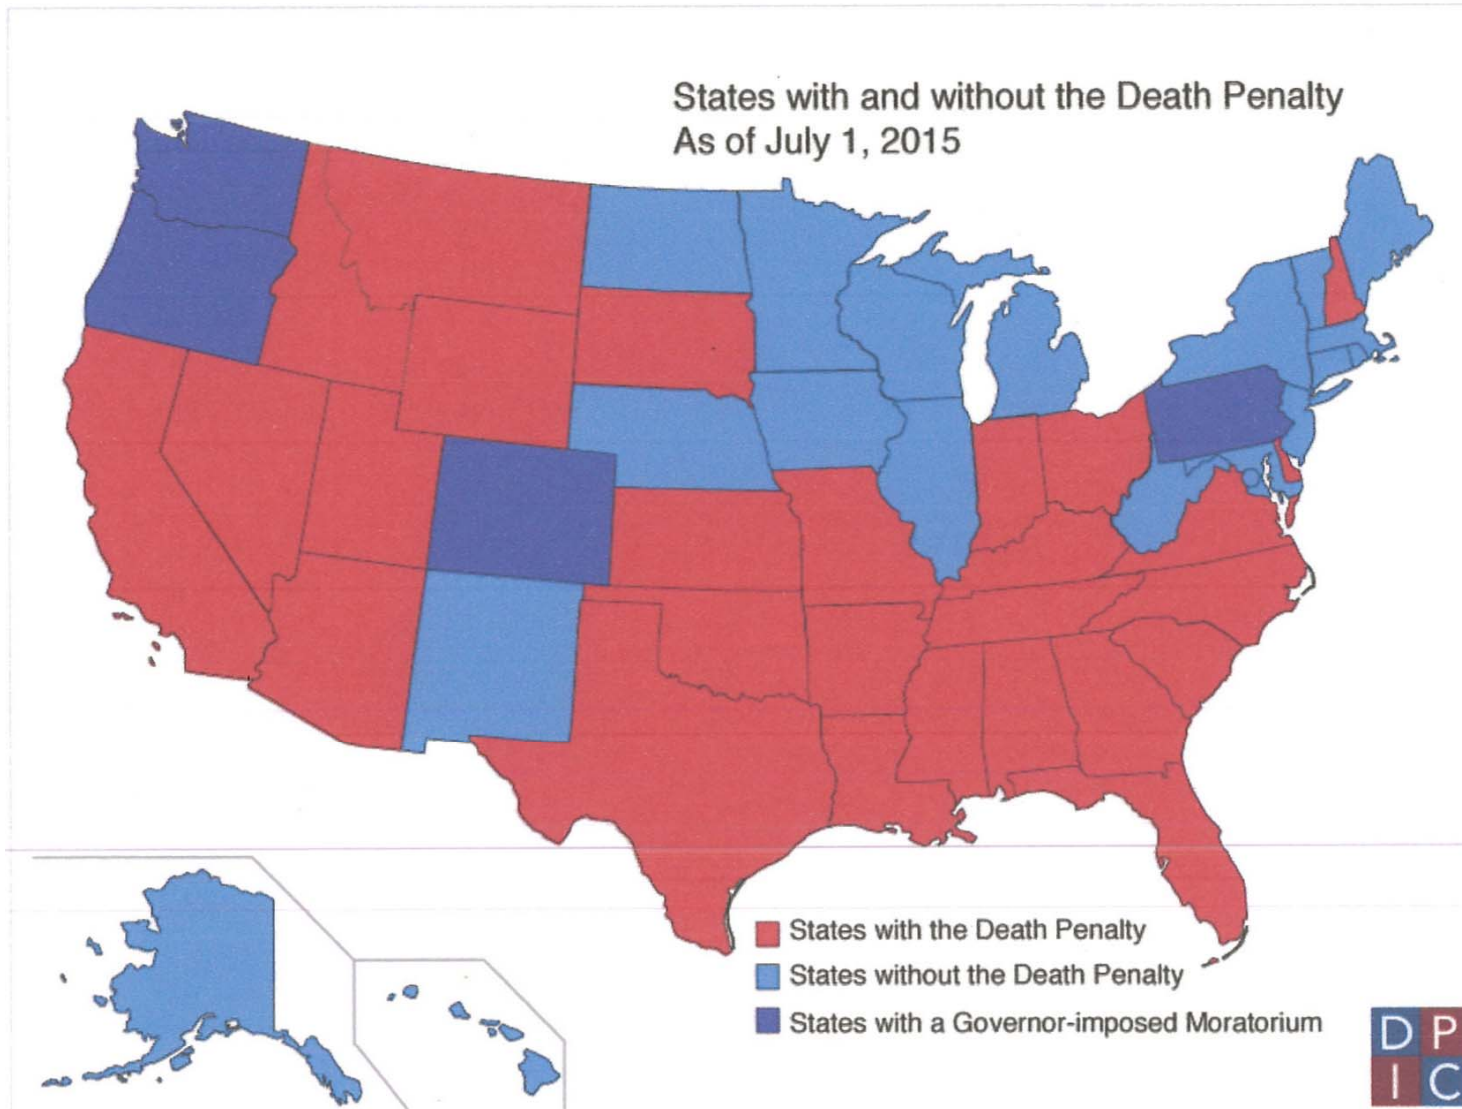 States with and without the Death Penalty
As of July 1, 2015
States with the Death Penalty
States without the Death Penalty
States with a Governor-imposed Moratorium
D P
I C